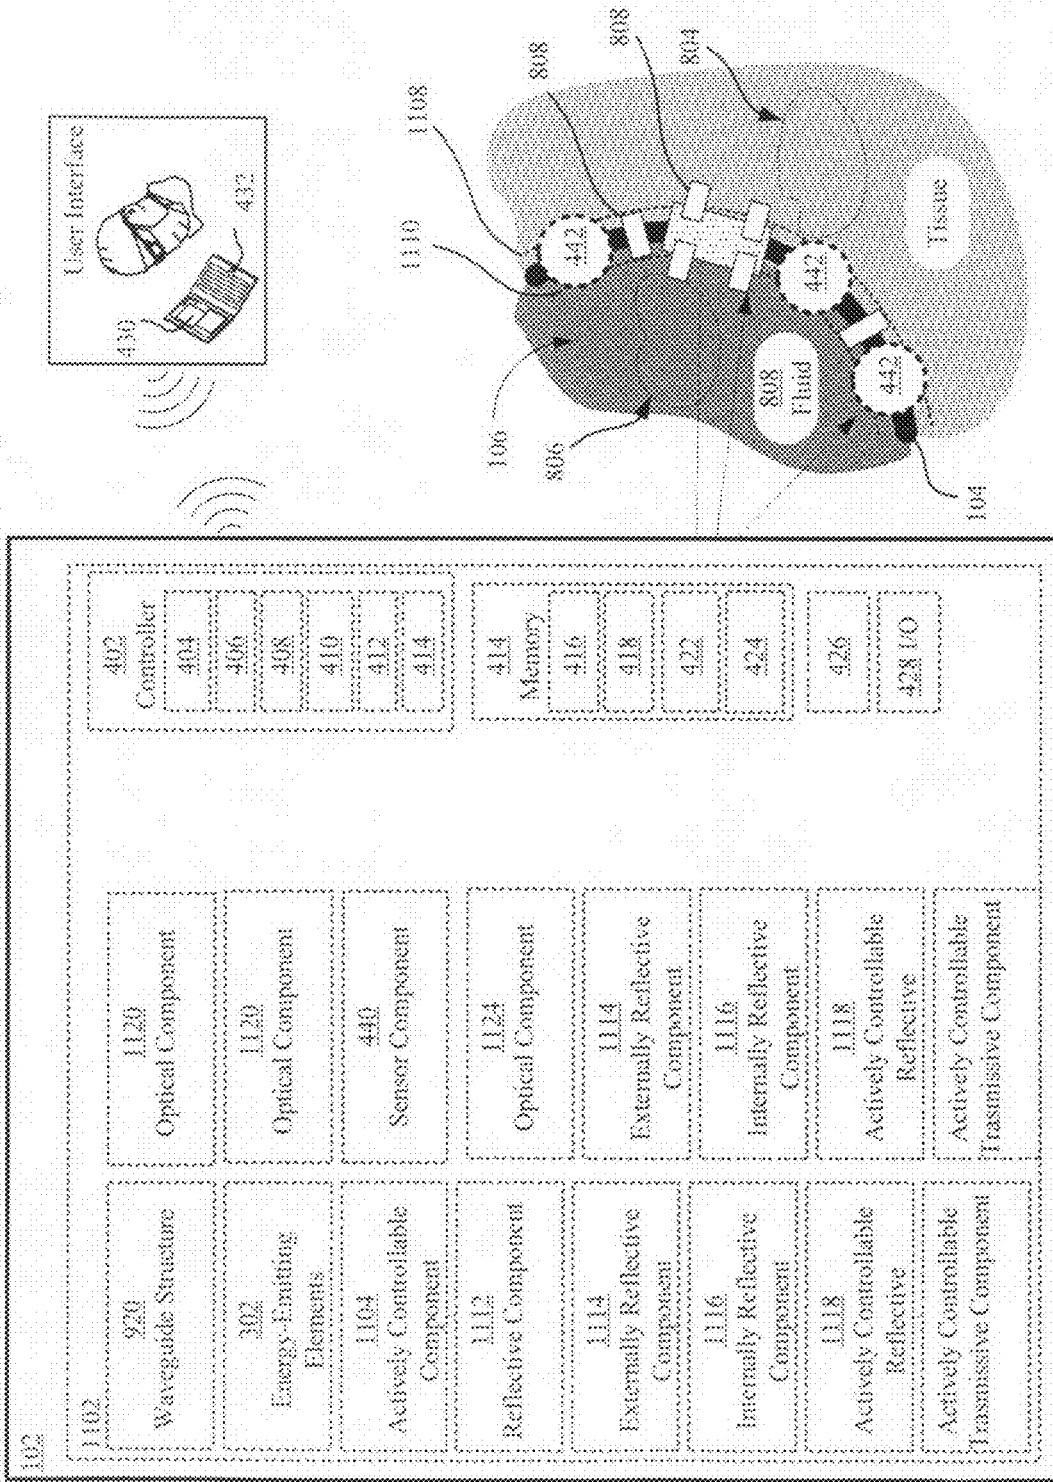 102
1102
920
Waveguide Structure
302
Energy-Emiting
Elements
1104
Actively Controllable
Component
1112
Reflective Component
1114
Externally Reflective
Component
1116
Internally Reflective
Component
1118
Actively Controllable
Reflective
Actively Controllable
Trasmissive Component
1120
Optical Component
1120
Optical Component
440
Sensor Component
1124
Optical Component
1114
Externally Reflective
Component
1116
Internally Reflective
Component
1118
Actively Controllable
Reflective
Actively Controllable
Trasmissive Component
402
Controller
404
406
408
410
412
414
414
Memory
416
418
422
424
426
428 I/O
User Interface
430
432
1108
1110
808
808
808
804
106
806
442
442
442
808
Fluid
Tissue
104